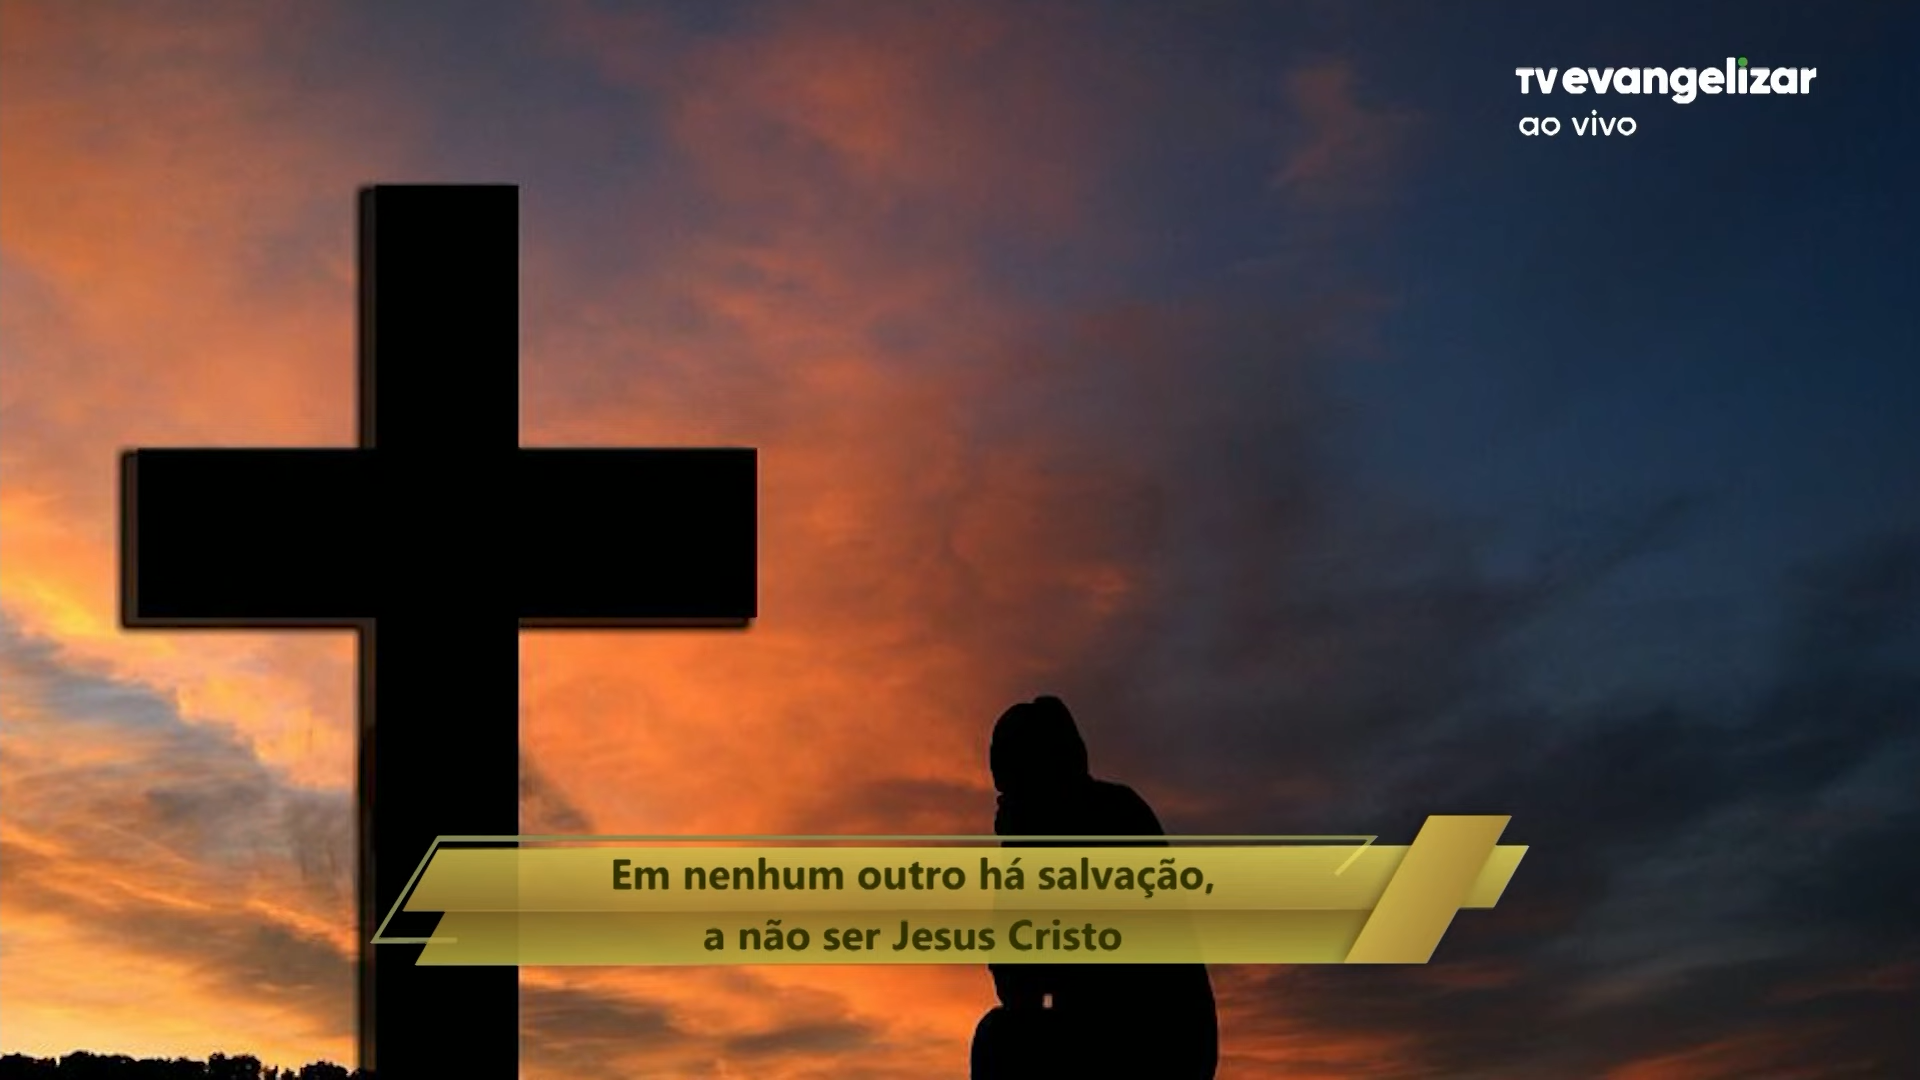 TV evangelizar
ao vivo
Em nenhum outro há salvação,
a não ser Jesus Cristo